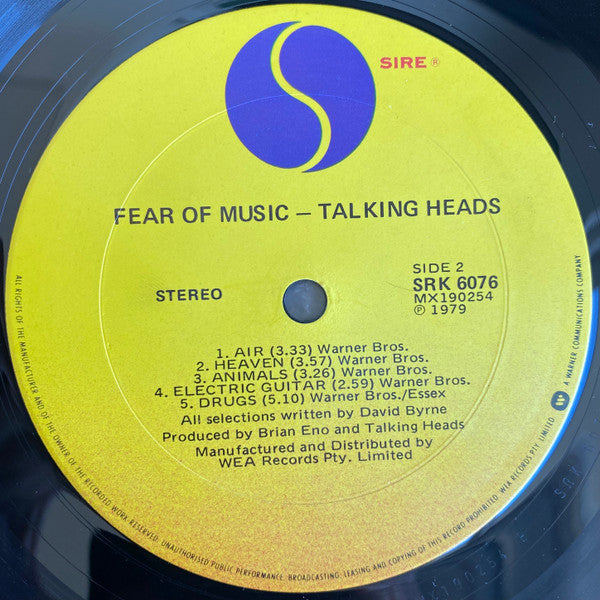 SIRE ®
FEAR OF MUSIC — TALKING HEADS
STEREO
SIDE 2
SRK 6076
MX190254
℗ 1979
1. AIR (3.33) Warner Bros.
2. HEAVEN (3.57) Warner Bros.
3. ANIMALS (3.26) Warner Bros.
4. ELECTRIC GUITAR (2.59) Warner Bros.
5. DRUGS (5.10) Warner Bros./Essex
All selections written by David Byrne
Produced by Brian Eno and Talking Heads
Manufactured and Distributed by
WEA Records Pty. Limited
ALL RIGHTS OF THE MANUFACTURER AND OF THE OWNER OF THE RECORDED WORK RESERVED. UNAUTHORISED PUBLIC PERFORMANCE, BROADCASTING, LEASING AND COPYING OF THIS RECORD PROHIBITED. WEA RECORDS PTY. LIMITED
A WARNER COMMUNICATIONS COMPANY